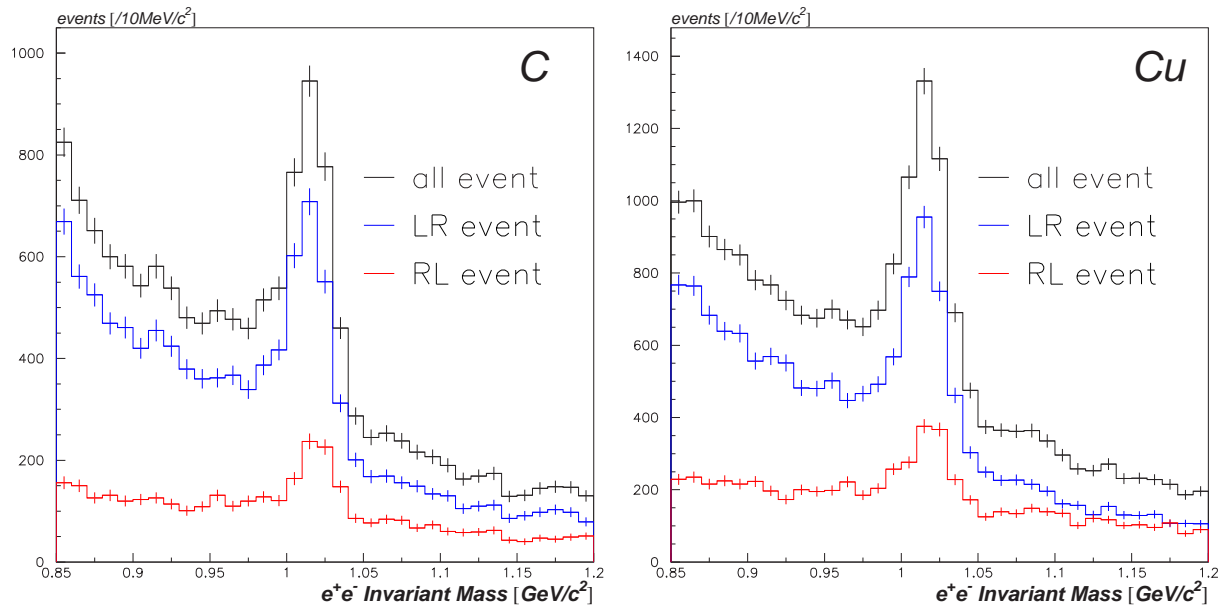 events [/10MeV/c²]
C
1000
800
600
400
200
0
all event
LR event
RL event
0.85 0.9 0.95 1 1.05 1.1 1.15 1.2
e⁺e⁻ Invariant Mass [GeV/c²]
events [/10MeV/c²]
Cu
1400
1200
1000
800
600
400
200
0
all event
LR event
RL event
0.85 0.9 0.95 1 1.05 1.1 1.15 1.2
e⁺e⁻ Invariant Mass [GeV/c²]